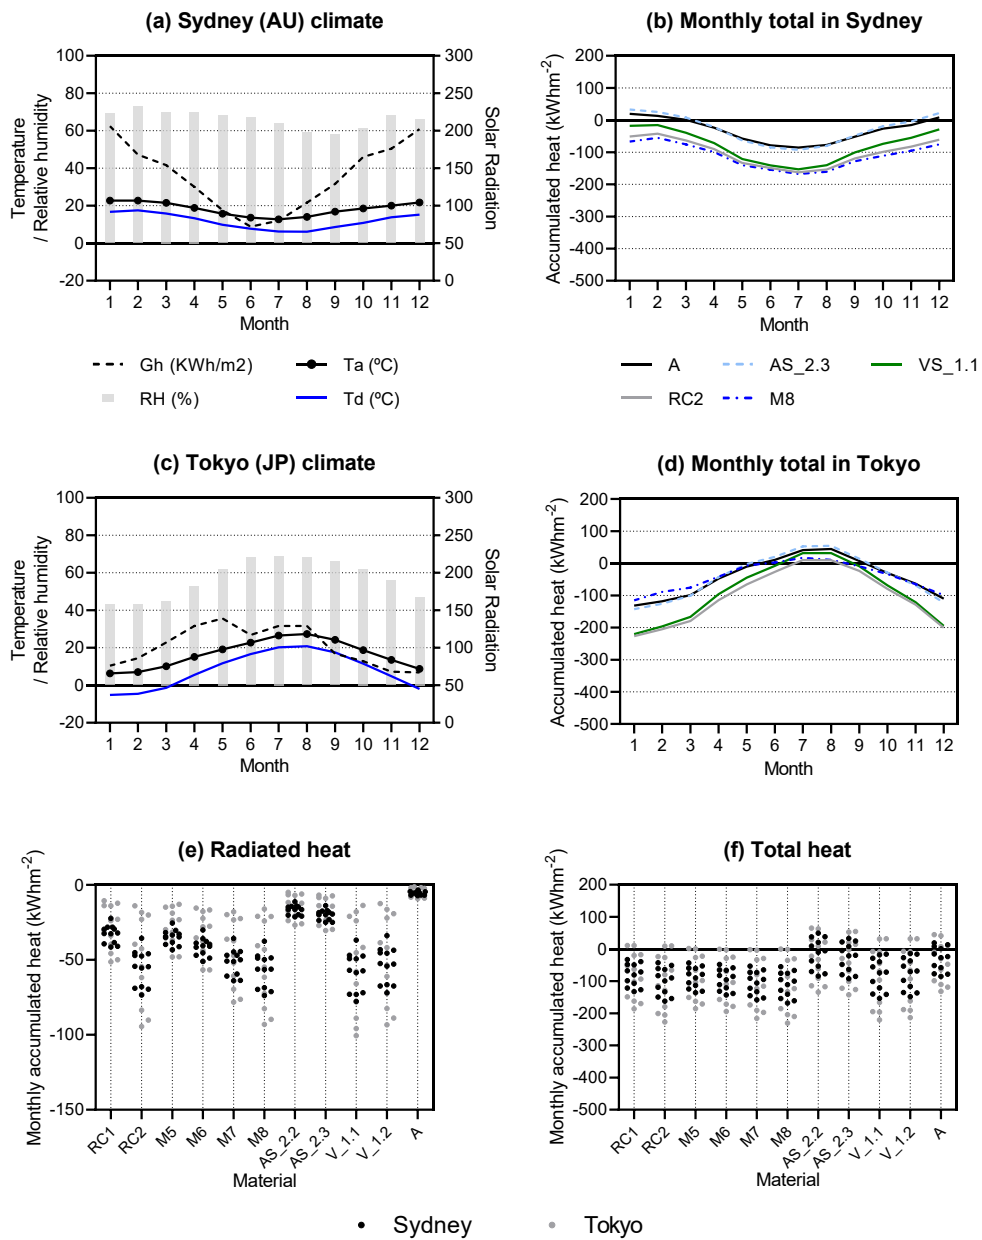 (a) Sydney (AU) climate
Temperature
/ Relative humidity
100
80
60
40
20
0
-20
300
250
200
150
100
50
0
Solar Radiation
1 2 3 4 5 6 7 8 9 10 11 12
Month
Gh (KWh/m2)
Ta (ºC)
RH (%)
Td (ºC)
(b) Monthly total in Sydney
Accumulated heat (kWhm-2)
200
100
0
-100
-200
-300
-400
-500
1 2 3 4 5 6 7 8 9 10 11 12
Month
A
AS_2.3
VS_1.1
RC2
M8
(c) Tokyo (JP) climate
Temperature
/ Relative humidity
100
80
60
40
20
0
-20
300
250
200
150
100
50
0
Solar Radiation
1 2 3 4 5 6 7 8 9 10 11 12
Month
(d) Monthly total in Tokyo
Accumulated heat (kWhm-2)
200
100
0
-100
-200
-300
-400
-500
1 2 3 4 5 6 7 8 9 10 11 12
Month
(e) Radiated heat
Monthly accumulated heat (kWhm-2)
0
-50
-100
-150
RC1 RC2 M5 M6 M7 M8 AS_2.2 AS_2.3 V_1.1 V_1.2 A
Material
(f) Total heat
Monthly accumulated heat (kWhm-2)
200
100
0
-100
-200
-300
-400
-500
RC1 RC2 M5 M6 M7 M8 AS_2.2 AS_2.3 V_1.1 V_1.2 A
Material
Sydney
Tokyo